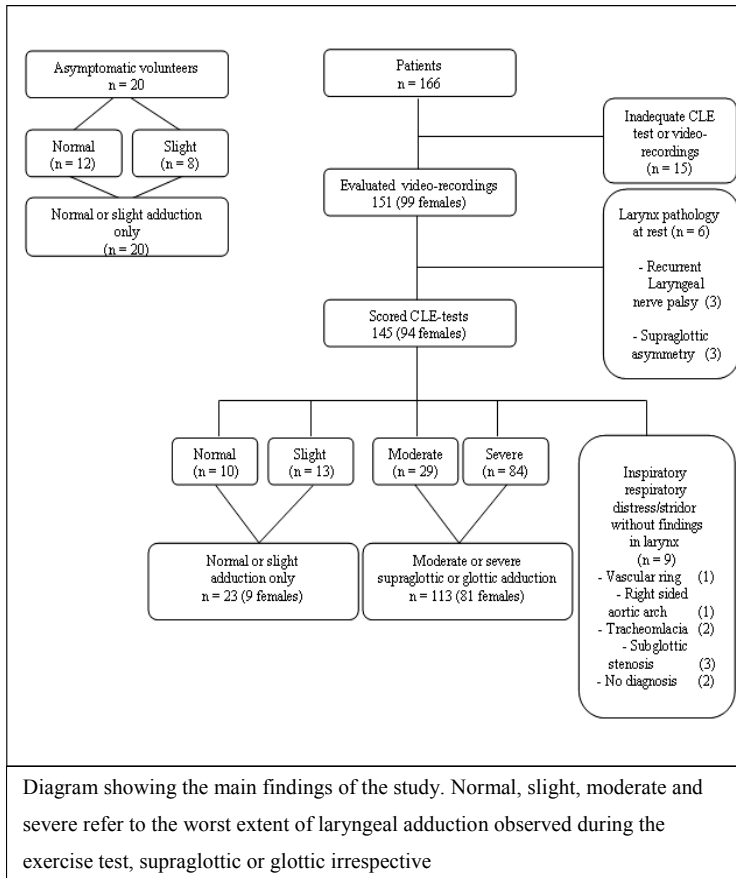 Asymptomatic volunteers
n = 20
Normal
(n = 12)
Slight
(n = 8)
Normal or slight adduction
only
(n = 20)
Patients
n = 166
Inadequate CLE
test or video-
recordings
(n = 15)
Evaluated video-recordings
151 (99 females)
Larynx pathology
at rest (n = 6)
- Recurrent
Laryngeal
nerve palsy (3)
- Supraglottic
asymmetry (3)
Scored CLE-tests
145 (94 females)
Normal
(n = 10)
Slight
(n = 13)
Moderate
(n = 29)
Severe
(n = 84)
Normal or slight
adduction only
n = 23 (9 females)
Moderate or severe
supraglottic or glottic adduction
n = 113 (81 females)
Inspiratory
respiratory
distress/stridor
without findings
in larynx
(n = 9)
- Vascular ring (1)
- Right sided
aortic arch (1)
- Tracheomlacia (2)
- Subglottic
stenosis (3)
- No diagnosis (2)
Diagram showing the main findings of the study. Normal, slight, moderate and
severe refer to the worst extent of laryngeal adduction observed during the
exercise test, supraglottic or glottic irrespective